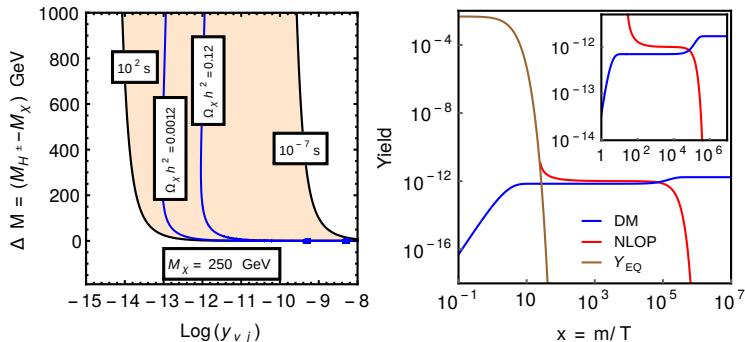 Δ M = (M_{H^±} − M_χ) GeV
1000
800
600
400
200
0
10^2 s
Ω_χ h^2 = 0.0012
Ω_χ h^2 = 0.12
10^{-7} s
M_χ = 250 GeV
−15 −14 −13 −12 −11 −10 −9 −8
Log(y_{ν j})
Yield
10^{-4}
10^{-8}
10^{-12}
10^{-16}
10^{-12}
10^{-13}
10^{-14}
1 10^2 10^4 10^6
DM
NLOP
Y_{EQ}
10^{-1} 10^1 10^3 10^5 10^7
x = m/T